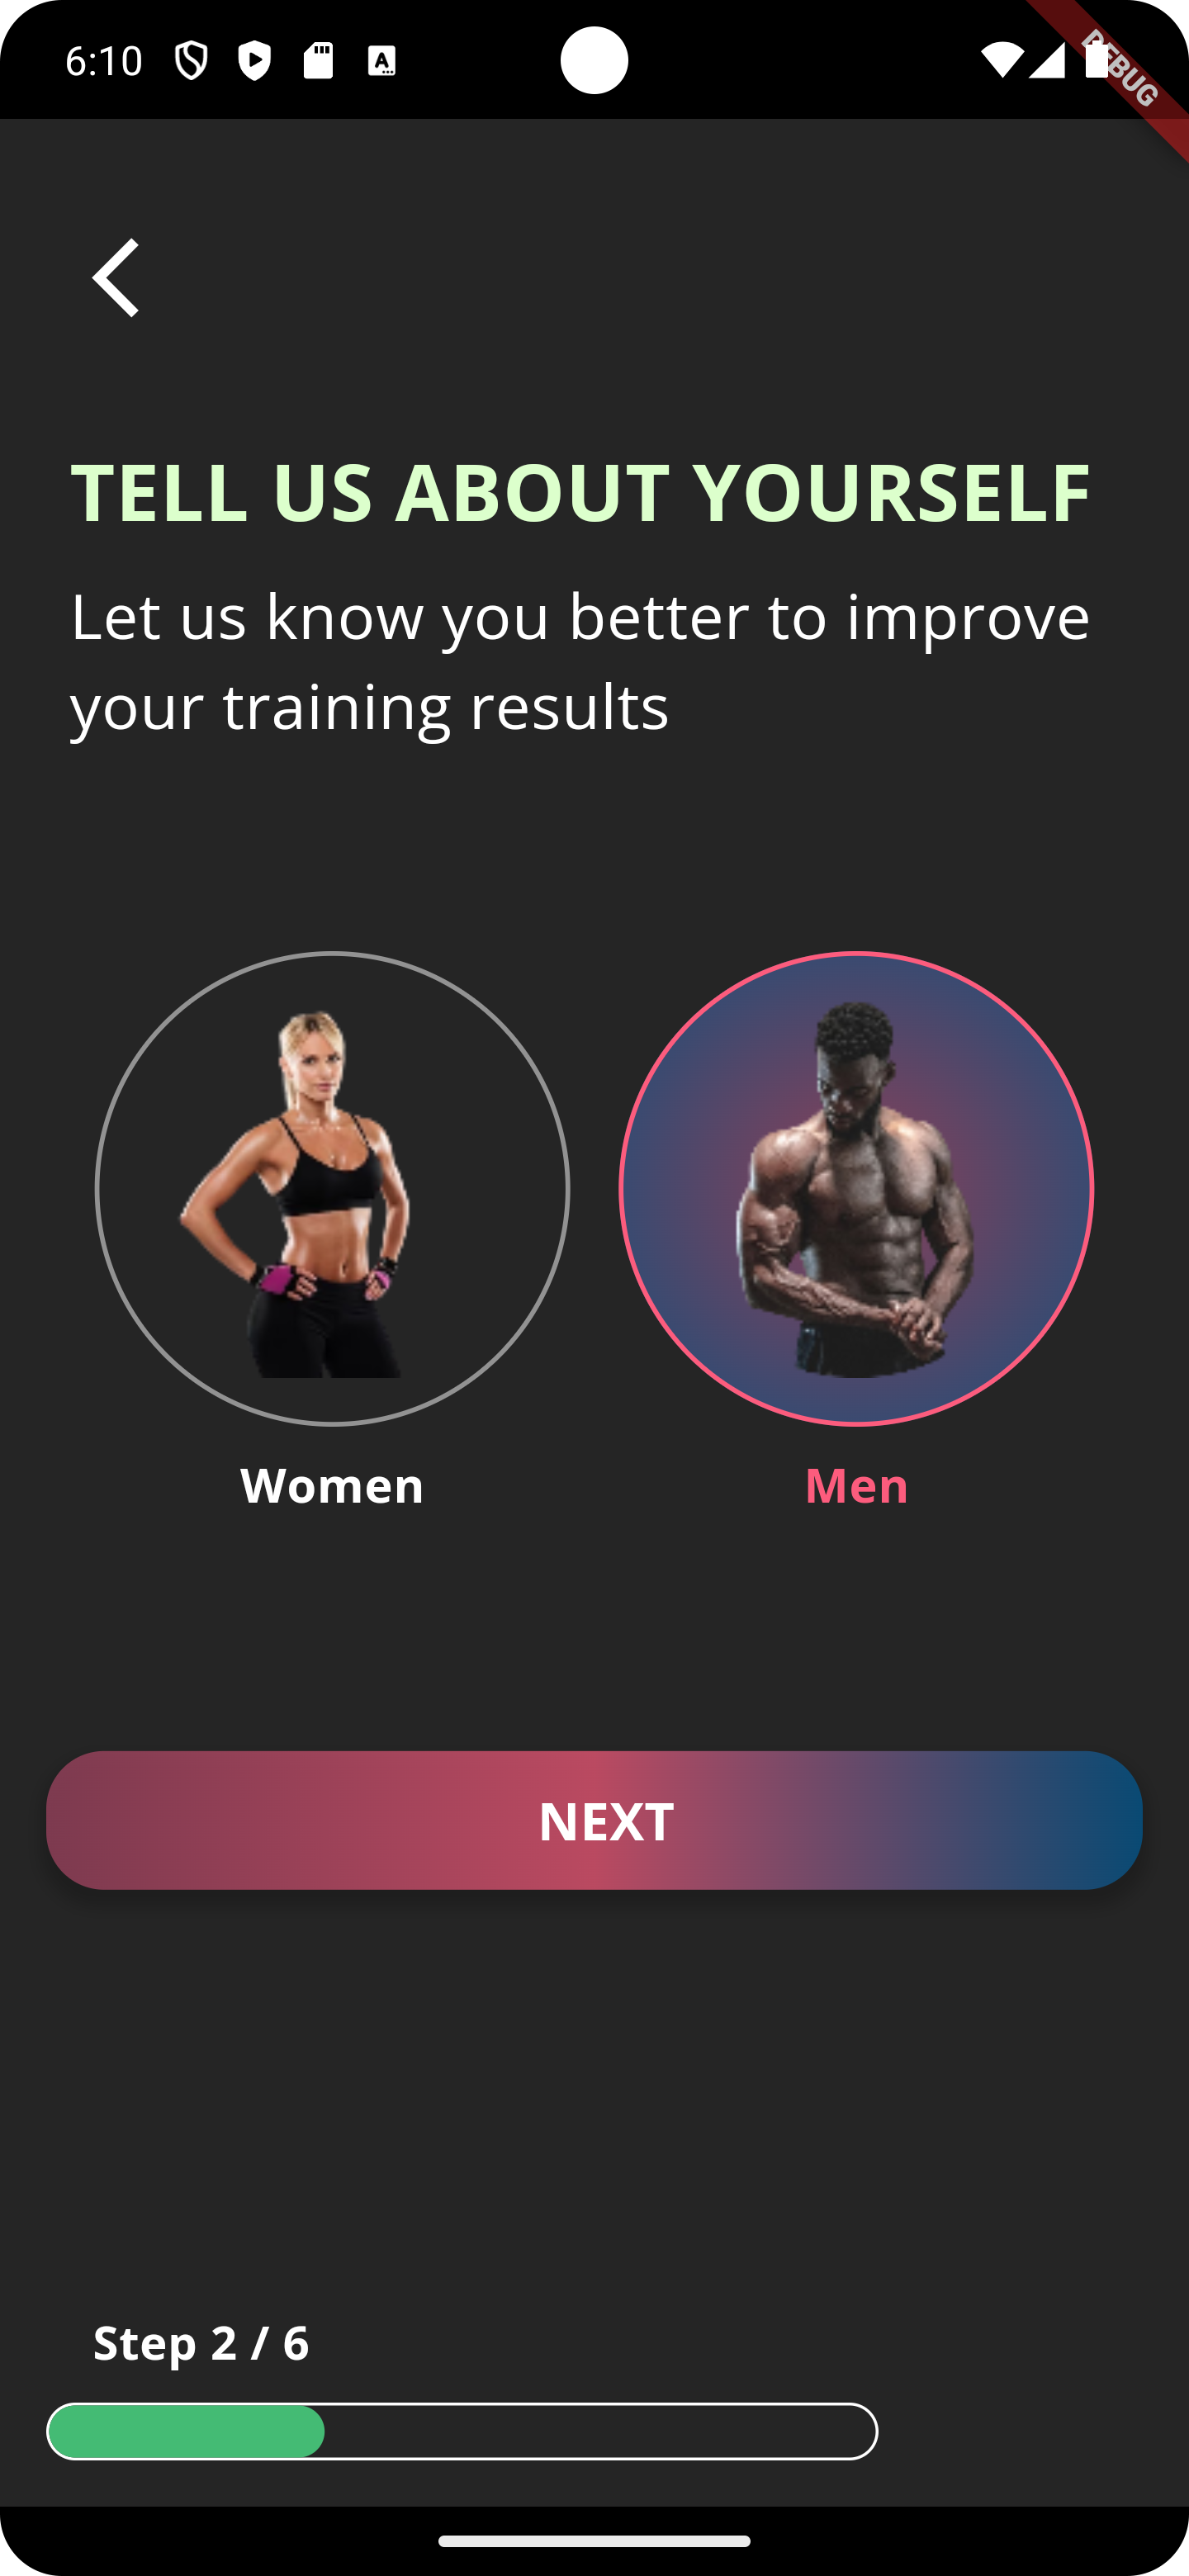 6:10
DEBUG
TELL US ABOUT YOURSELF
Let us know you better to improve
your training results
Women
Men
NEXT
Step 2 / 6